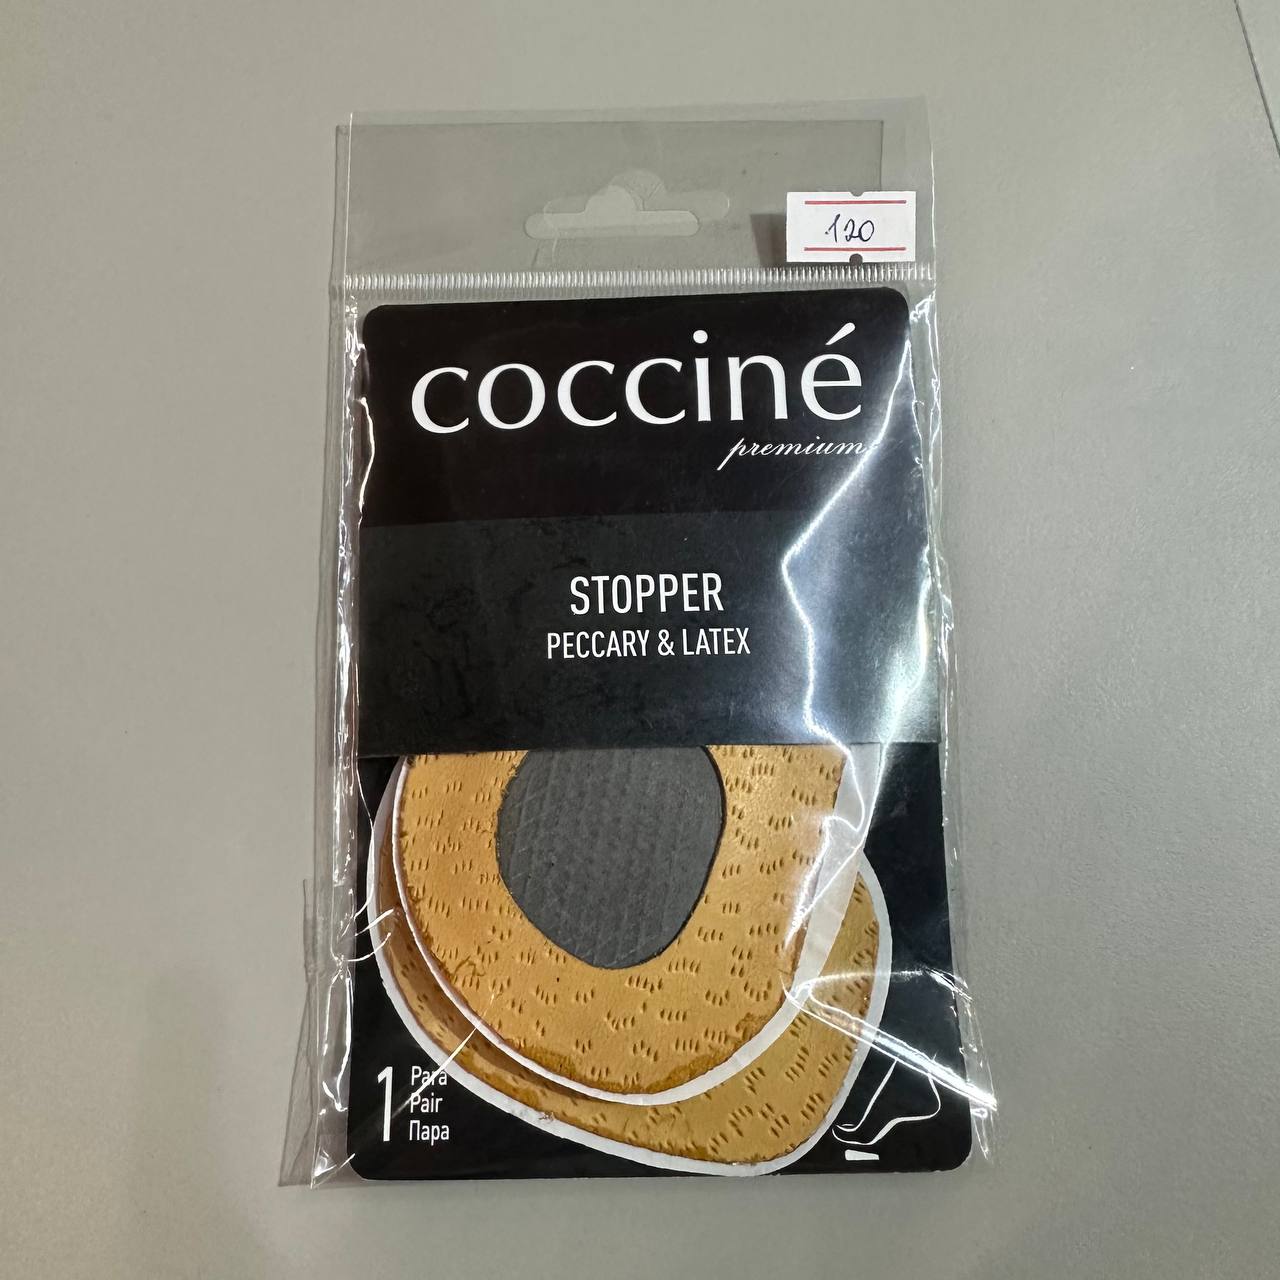 120
cocciné
premium
STOPPER
PECCARY & LATEX
1
Para
Pair
Пара